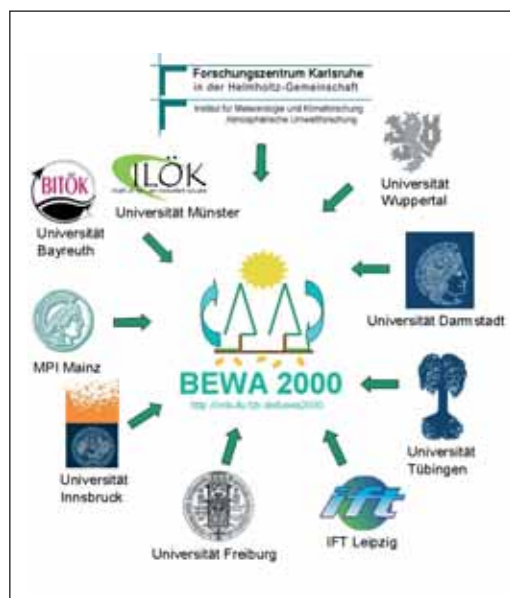 Forschungszentrum Karlsruhe
in der Helmholtz-Gemeinschaft
Institut für Meteorologie und Klimaforschung
Atmosphärische Umweltforschung
BITÖK
ILÖK
Universität Münster
Universität
Bayreuth
Universität
Wuppertal
Universität Darmstadt
MPI Mainz
BEWA 2000
Universität
Innsbruck
Universität
Tübingen
Universität Freiburg
ift
IFT Leipzig